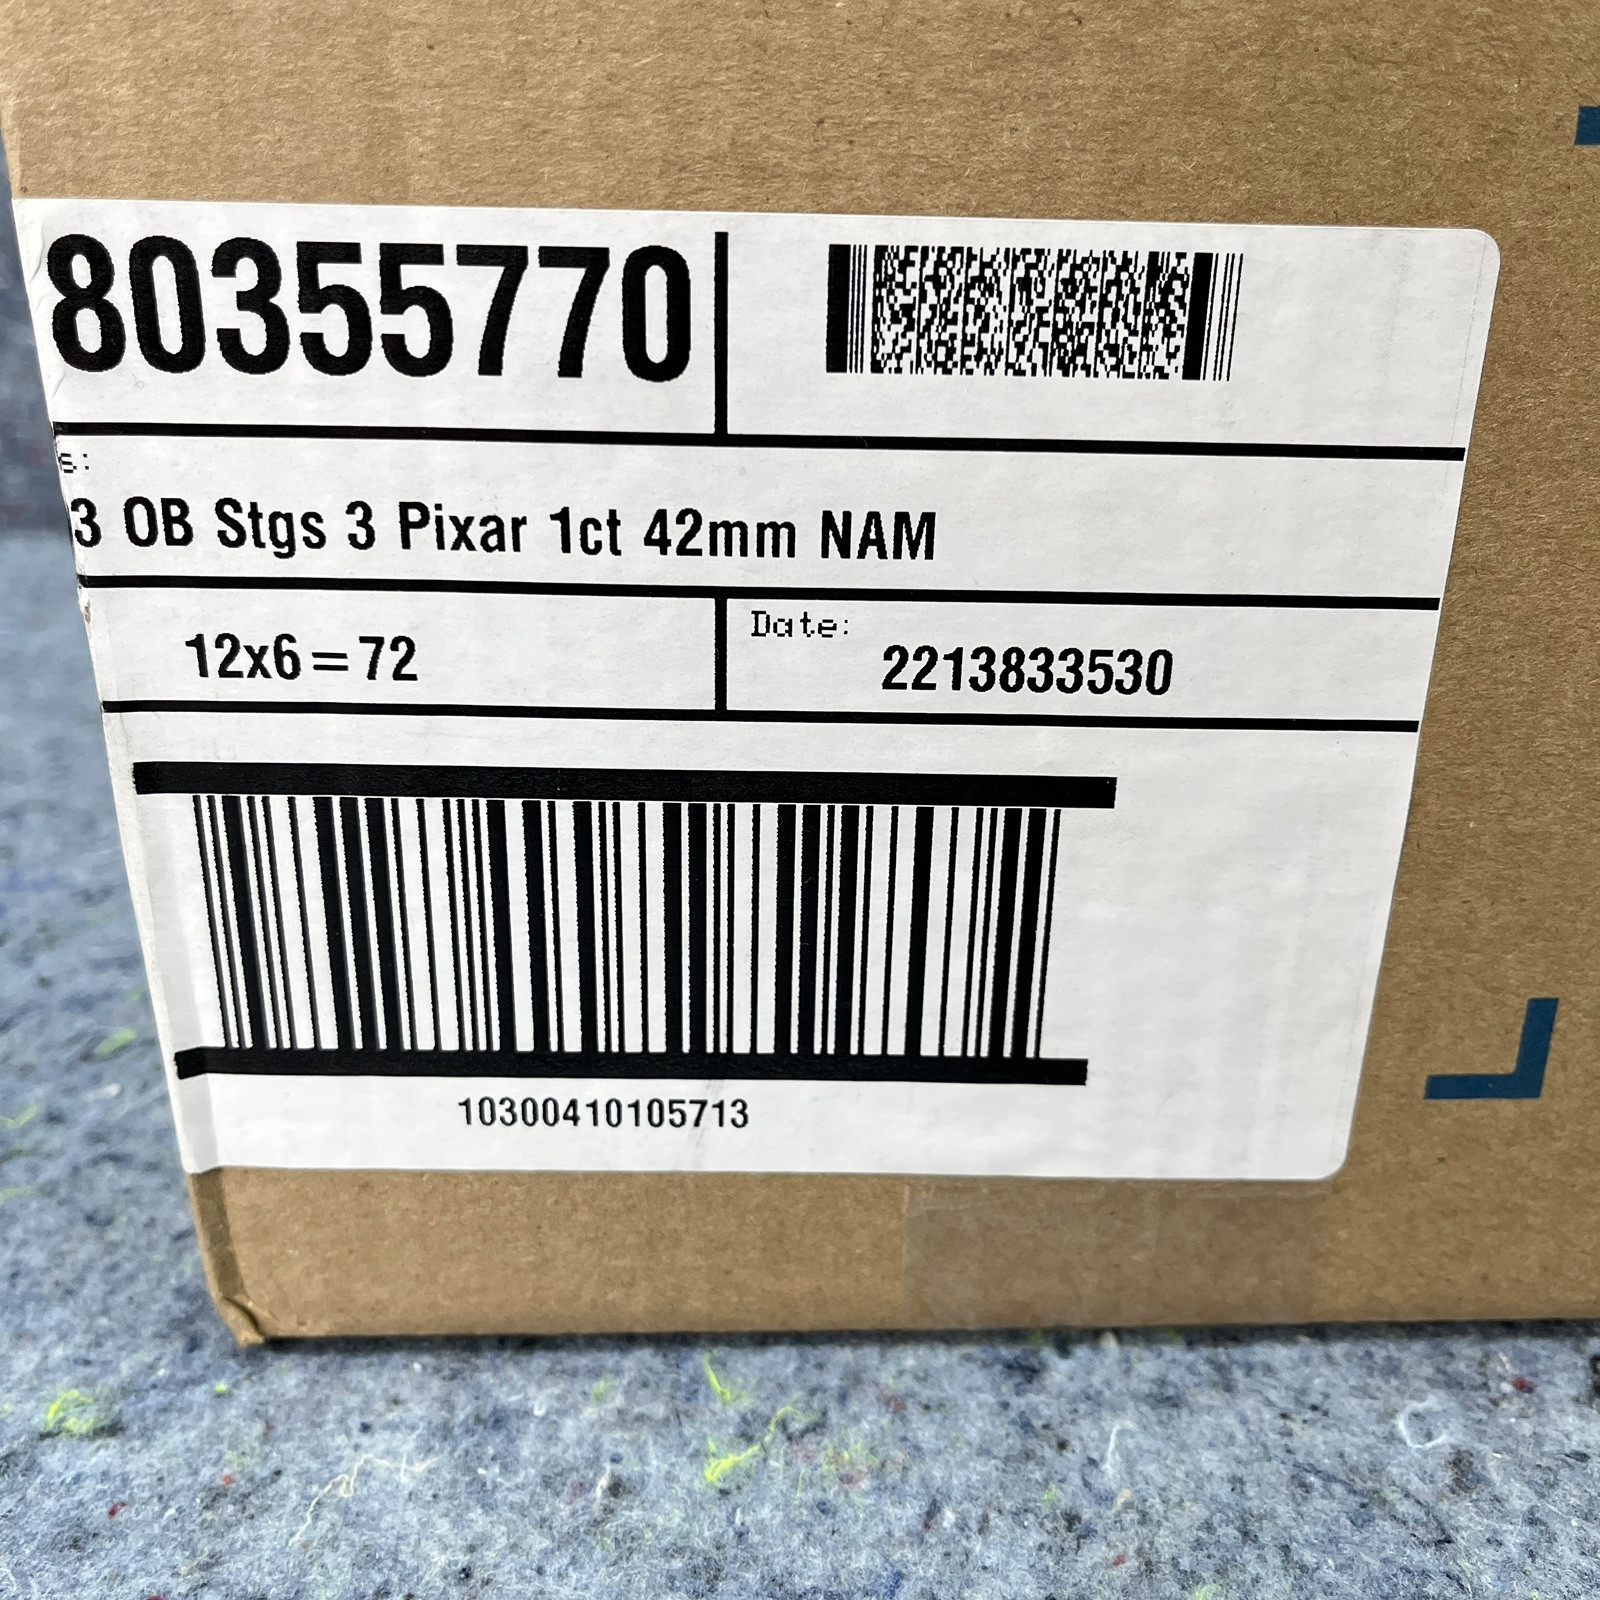 80355770
s:
3 OB Stgs 3 Pixar 1ct 42mm NAM
12x6=72
Date:
2213833530
10300410105713